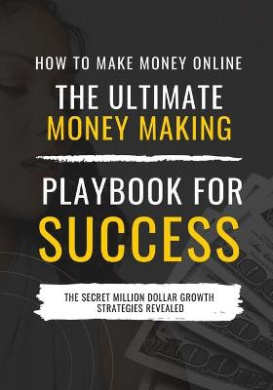 HOW TO MAKE MONEY ONLINE
THE ULTIMATE
MONEY MAKING
PLAYBOOK FOR
SUCCESS
THE SECRET MILLION DOLLAR GROWTH
STRATEGIES REVEALED